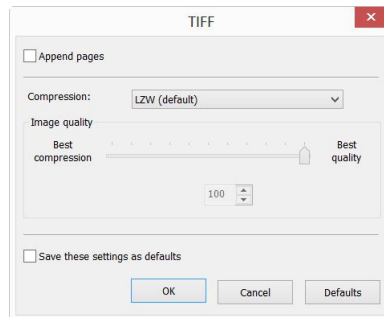 TIFF
Append pages
Compression:
LZW (default)
Image quality
Best
compression
Best
quality
100
Save these settings as defaults
OK
Cancel
Defaults